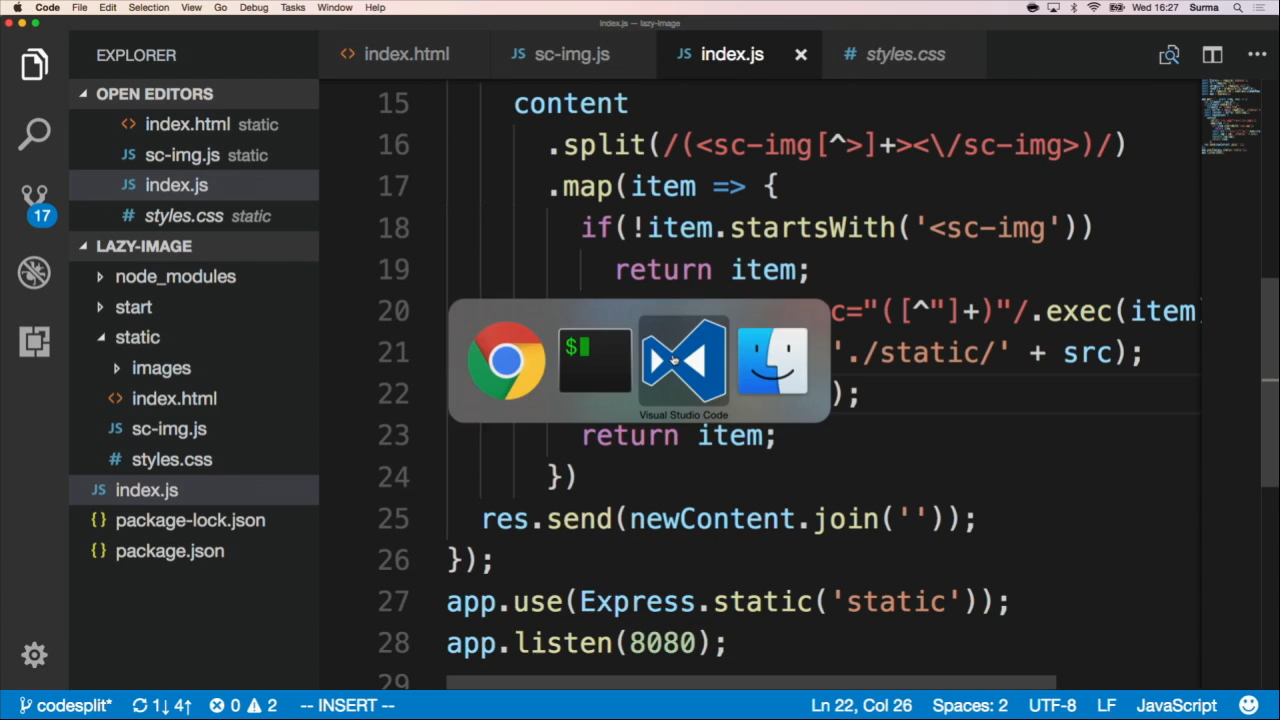 Code File Edit Selection View Go Debug Tasks Window Help Wed 16:27 Surma
index.js — lazy-image
EXPLORER
OPEN EDITORS
index.html static
JS sc-img.js static
JS index.js
# styles.css static
17
LAZY-IMAGE
node_modules
start
static
images
index.html
JS sc-img.js
# styles.css
JS index.js
{} package-lock.json
{} package.json
<> index.html JS sc-img.js JS index.js × # styles.css
15 content
16 .split(/(<sc-img[^>]+><\/sc-img>)/)
17 .map(item => {
18 if(!item.startsWith('<sc-img'))
19 return item;
20 c="([^"]+)"/.exec(item
21 './static/' + src);
22 );
23 return item;
24 })
25 res.send(newContent.join(''));
26 });
27 app.use(Express.static('static'));
28 app.listen(8080);
29
$
Visual Studio Code
codesplit* 1↓ 4↑ 0 2 -- INSERT -- Ln 22, Col 26 Spaces: 2 UTF-8 LF JavaScript